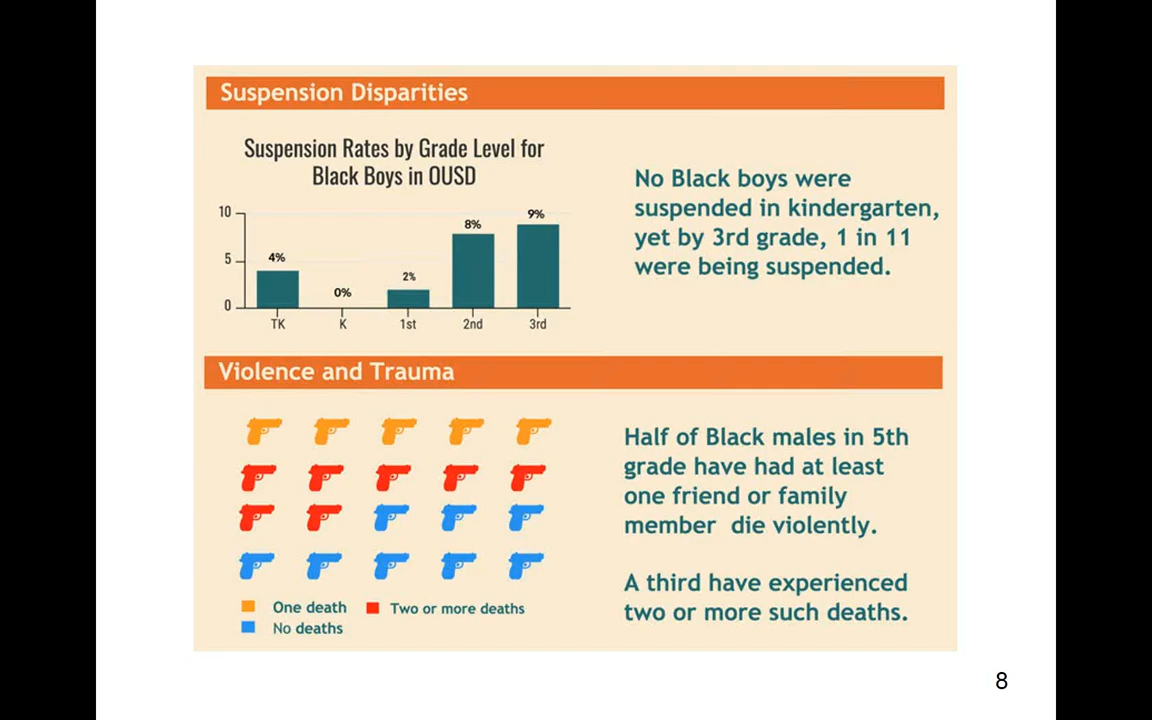 Suspension Disparities
Suspension Rates by Grade Level for
Black Boys in OUSD
10
5
0
4%
0%
2%
8%
9%
TK
K
1st
2nd
3rd
No Black boys were
suspended in kindergarten,
yet by 3rd grade, 1 in 11
were being suspended.
Violence and Trauma
One death
Two or more deaths
No deaths
Half of Black males in 5th
grade have had at least
one friend or family
member die violently.
A third have experienced
two or more such deaths.
8